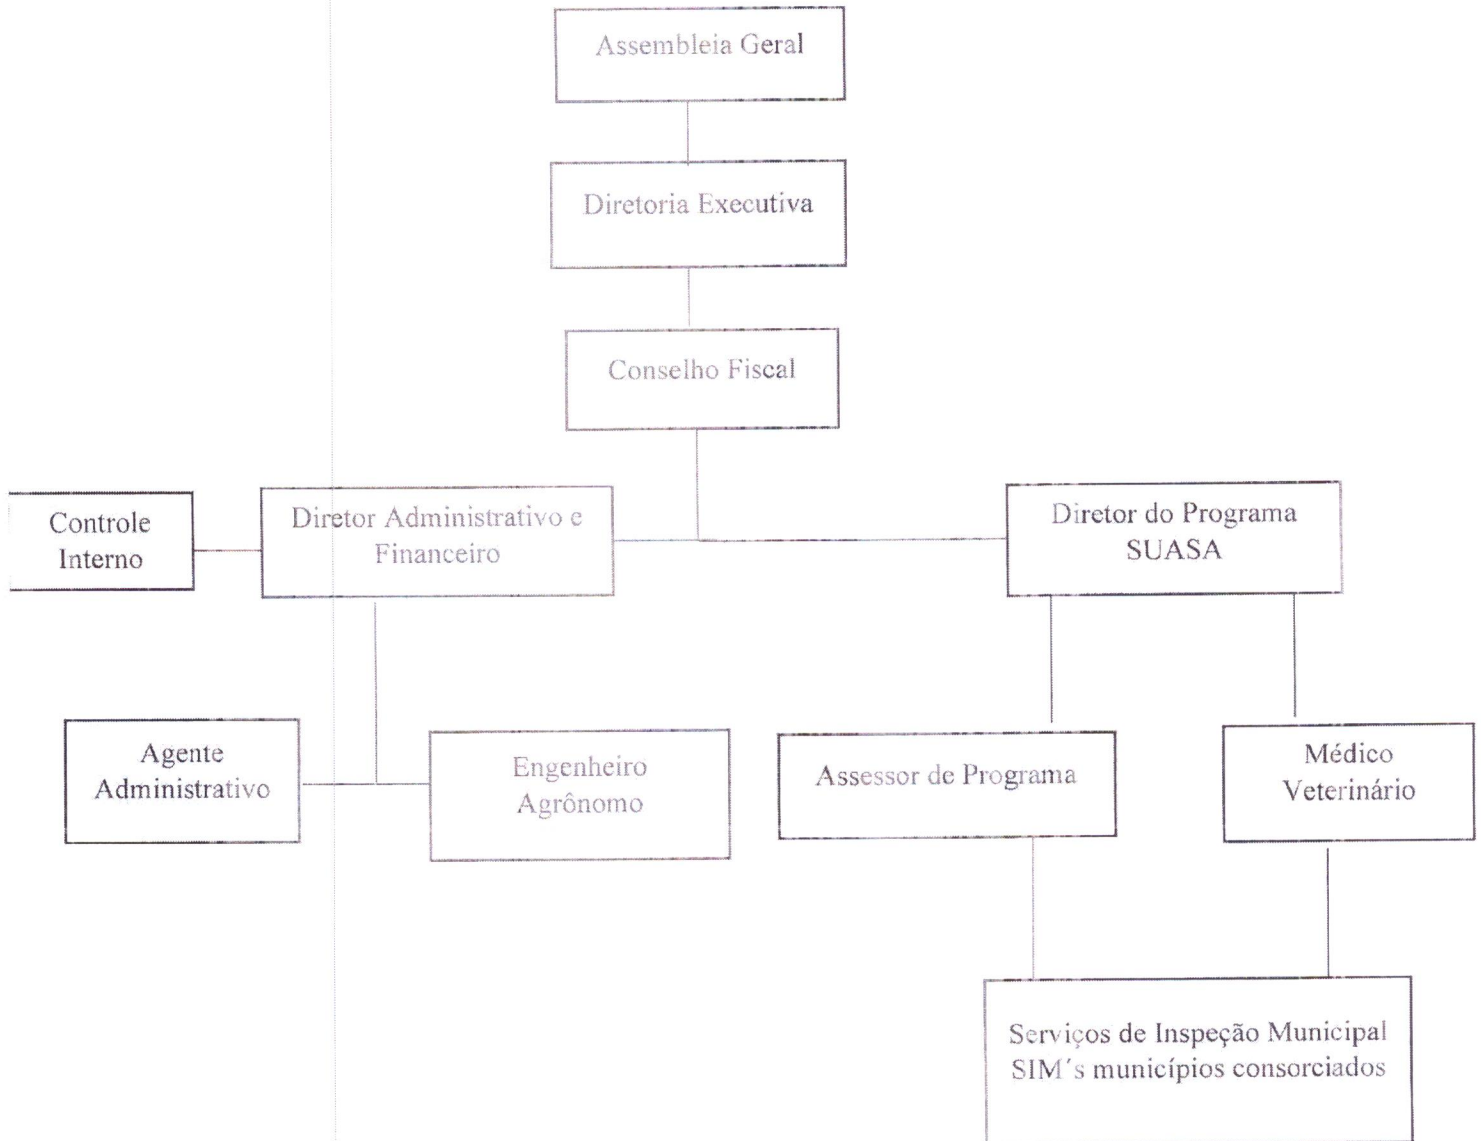 Assembleia Geral
Diretoria Executiva
Conselho Fiscal
Controle
Interno
Diretor Administrativo e
Financeiro
Diretor do Programa
SUASA
Agente
Administrativo
Engenheiro
Agrônomo
Assessor de Programa
Médico
Veterinário
Serviços de Inspeção Municipal
SIM´s municípios consorciados